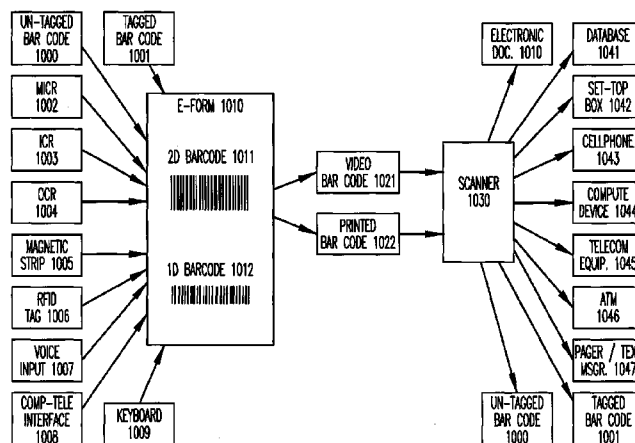 UN-TAGGED
BAR CODE
1000
TAGGED
BAR CODE
1001
MICR
1002
ICR
1003
OCR
1004
MAGNETIC
STRIP 1005
RFID
TAG 1006
VOICE
INPUT 1007
COMP-TELE
INTERFACE
1008
KEYBOARD
1009
E-FORM 1010
2D BARCODE 1011
1D BARCODE 1012
VIDEO
BAR CODE 1021
PRINTED
BAR CODE 1022
SCANNER
1030
ELECTRONIC
DOC. 1010
DATABASE
1041
SET-TOP
BOX 1042
CELLPHONE
1043
COMPUTE
DEVICE 1044
TELECOM
EQUIP. 1045
ATM
1046
PAGER / TEX
MSGR. 1047
UN-TAGGED
BAR CODE
1000
TAGGED
BAR CODE
1001